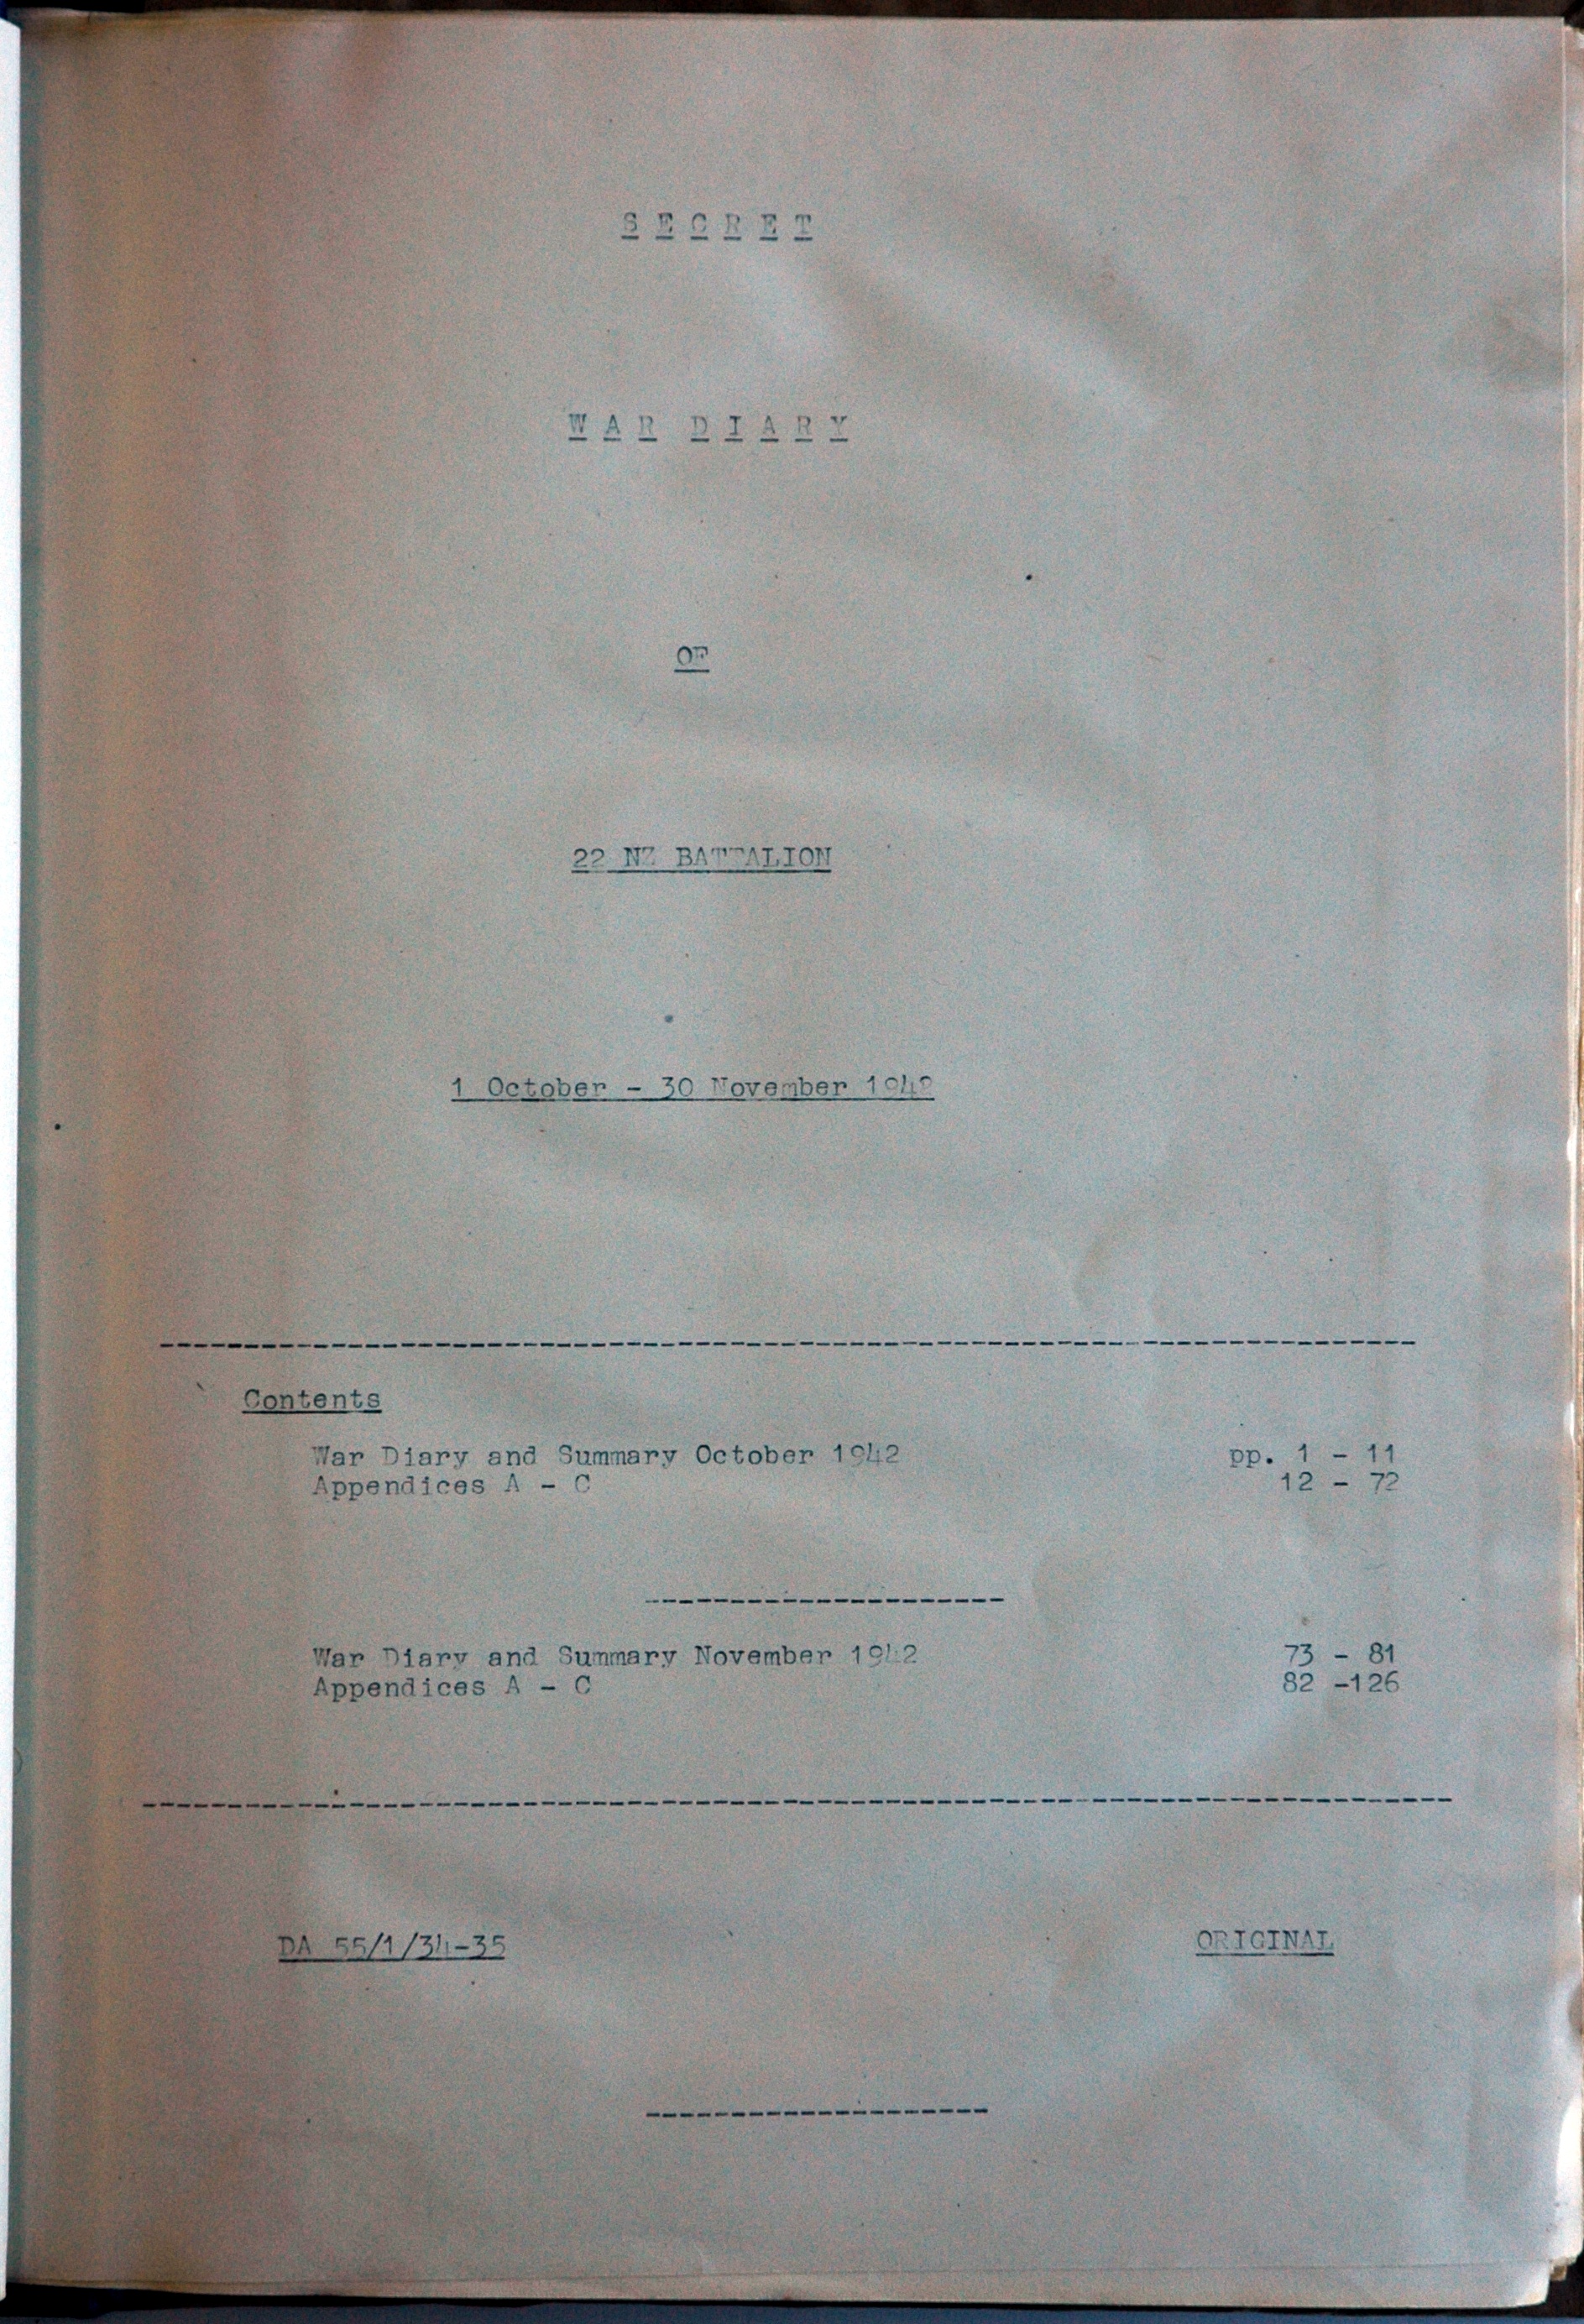 S E C R E T
W A R D I A R Y
OF
22 NZ BATTALION
1 October - 30 November 1942
Contents
War Diary and Summary October 1942 pp. 1 - 11
Appendices A - C 12 - 72
War Diary and Summary November 1942 73 - 81
Appendices A - C 82 -126
DA 55/1/34-35 ORIGINAL